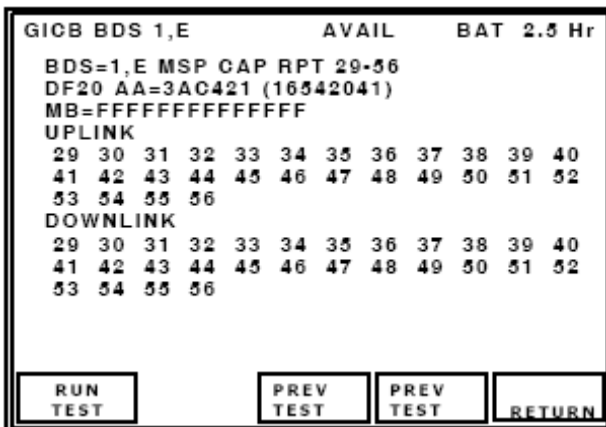 GICB BDS 1,E AVAIL BAT 2.5 Hr
BDS=1,E MSP CAP RPT 29-56
DF20 AA=3AC421 (16542041)
MB=FFFFFFFFFFFFFF
UPLINK
29 30 31 32 33 34 35 36 37 38 39 40
41 42 43 44 45 46 47 48 49 50 51 52
53 54 55 56
DOWNLINK
29 30 31 32 33 34 35 36 37 38 39 40
41 42 43 44 45 46 47 48 49 50 51 52
53 54 55 56
RUN TEST
PREV TEST
PREV TEST
RETURN